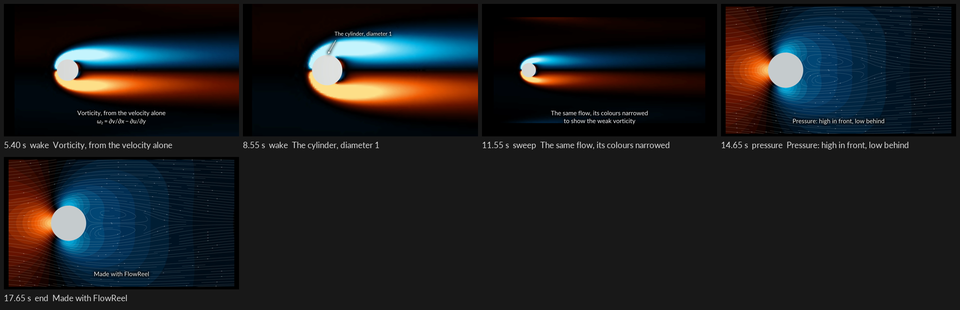 Vorticity, from the velocity alone
ω_z = ∂v/∂x − ∂u/∂y
5.40 s wake Vorticity, from the velocity alone
The cylinder, diameter 1
8.55 s wake The cylinder, diameter 1
The same flow, its colours narrowed
to show the weak vorticity
11.55 s sweep The same flow, its colours narrowed
Pressure: high in front, low behind
14.65 s pressure Pressure: high in front, low behind
Made with FlowReel
17.65 s end Made with FlowReel